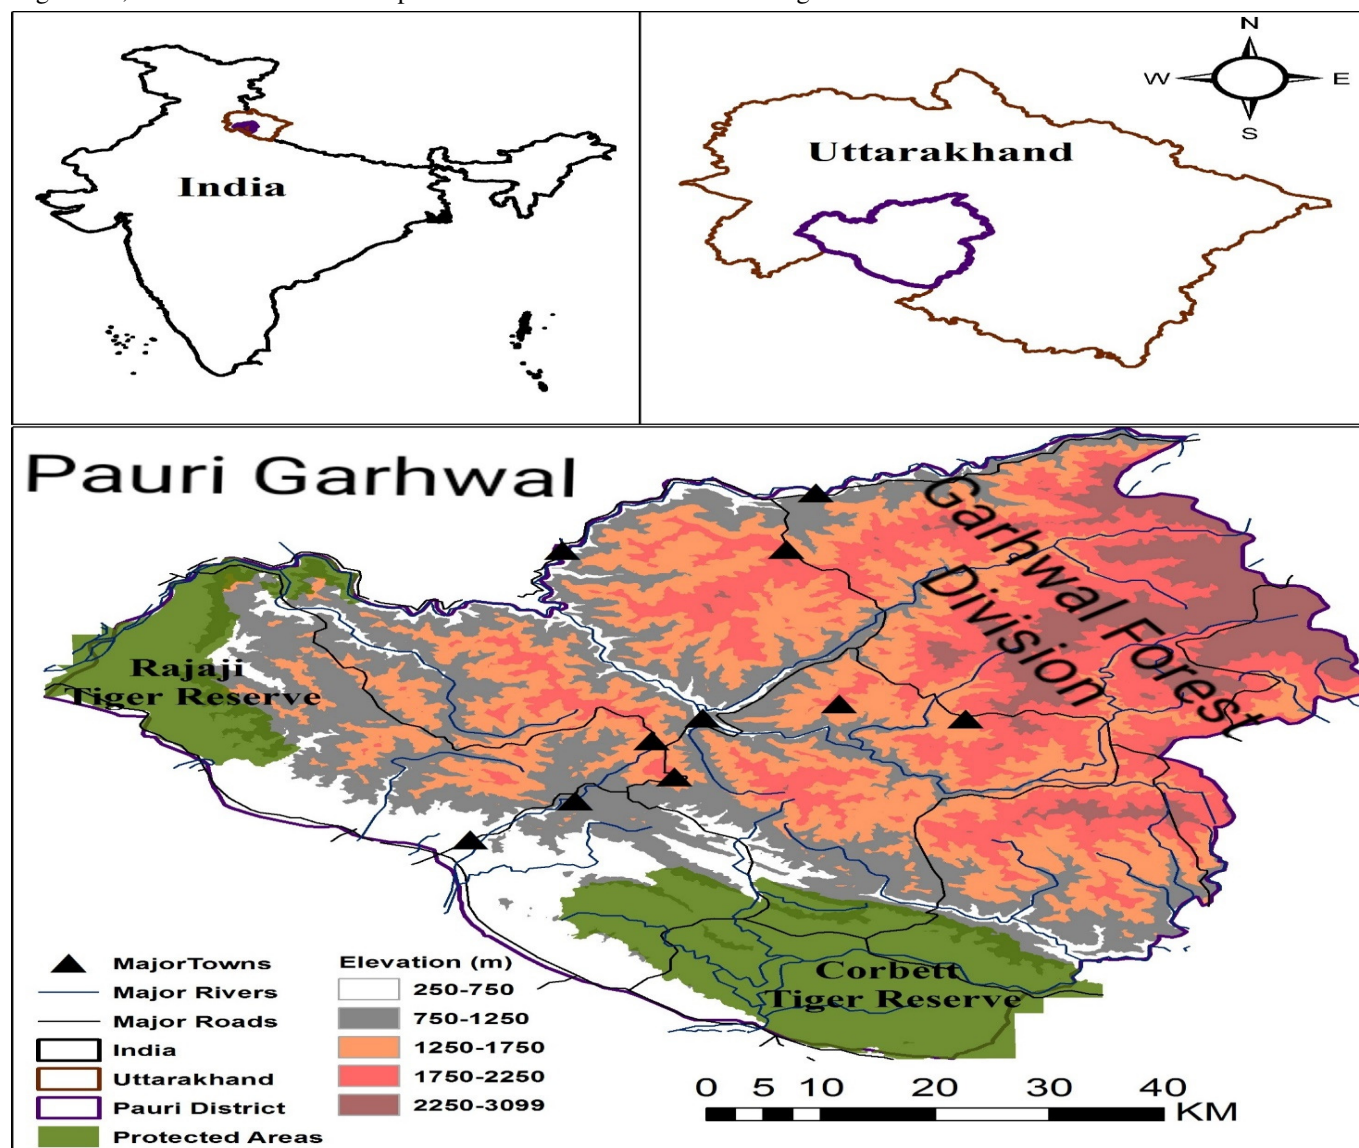 India
Uttarakhand
N
W
E
S
Pauri Garhwal
Garhwal Forest
Division
Rajaji
Tiger Reserve
Corbett
Tiger Reserve
MajorTowns
Major Rivers
Major Roads
India
Uttarakhand
Pauri District
Protected Areas
Elevation (m)
250-750
750-1250
1250-1750
1750-2250
2250-3099
0 5 10 20 30 40
KM